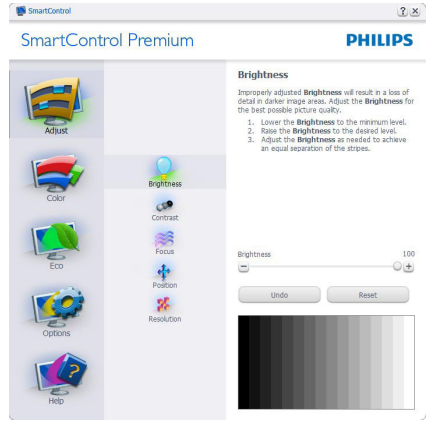 SmartControl
SmartControl Premium
PHILIPS
Adjust
Color
Eco
Options
Help
Brightness
Contrast
Focus
Position
Resolution
Brightness
Improperly adjusted Brightness will result in a loss of
detail in darker image areas. Adjust the Brightness for
the best possible picture quality.
1. Lower the Brightness to the minimum level.
2. Raise the Brightness to the desired level.
3. Adjust the Brightness as needed to achieve
an equal separation of the stripes.
Brightness 100
Undo Reset